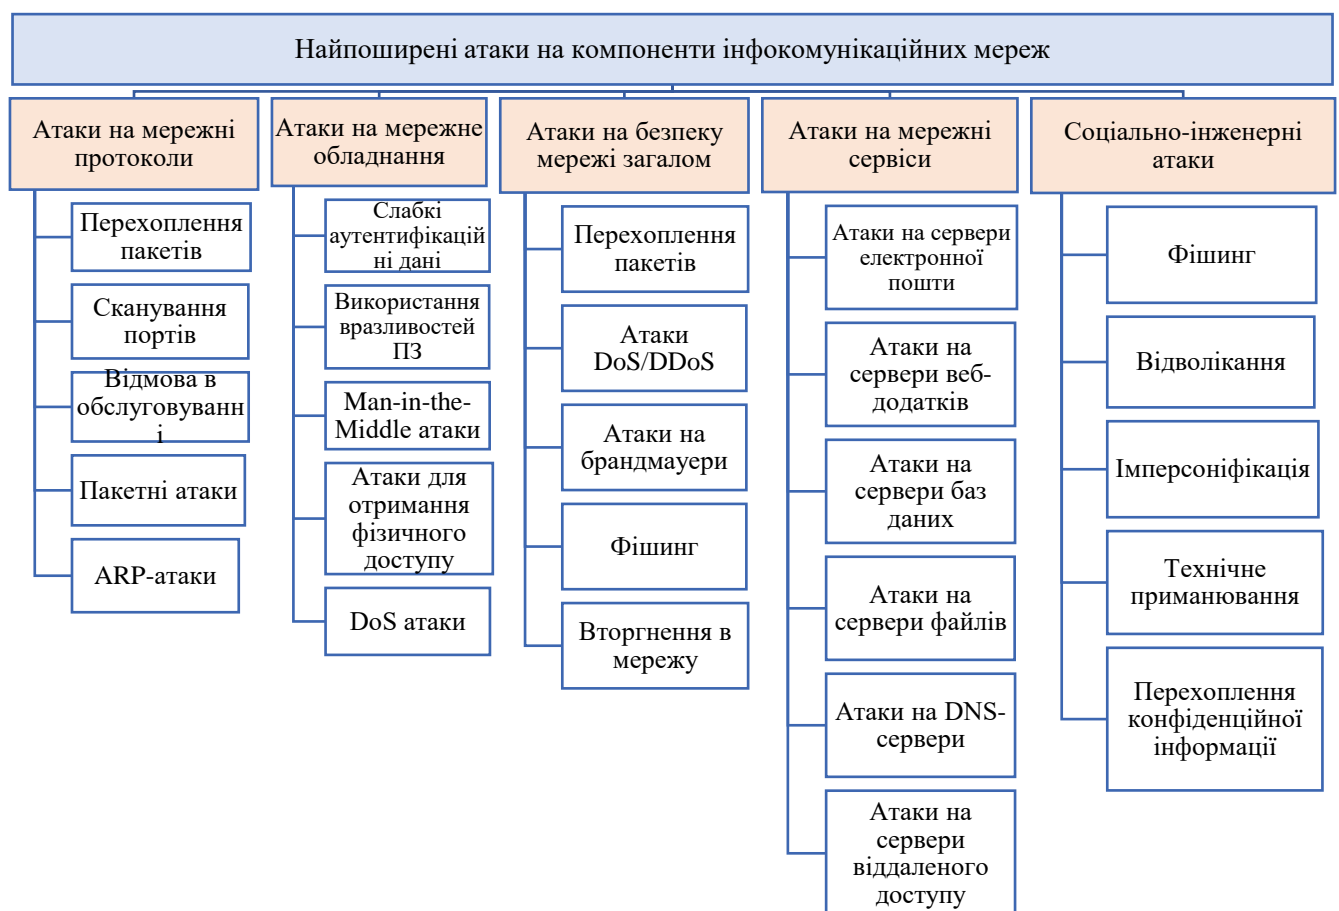 Найпоширені атаки на компоненти інфокомунікаційних мереж
Атаки на мережні
протоколи
Перехоплення
пакетів
Сканування
портів
Відмова в
обслуговуванн
і
Пакетні атаки
ARP-атаки
Атаки на мережне
обладнання
Слабкі
аутентифікацій
ні дані
Використання
вразливостей
ПЗ
Man-in-the-
Middle атаки
Атаки для
отримання
фізичного
доступу
DoS атаки
Атаки на безпеку
мережі загалом
Перехоплення
пакетів
Атаки
DoS/DDoS
Атаки на
брандмауери
Фішинг
Вторгнення в
мережу
Атаки на мережні
сервіси
Атаки на сервери
електронної
пошти
Атаки на
сервери веб-
додатків
Атаки на
сервери баз
даних
Атаки на
сервери файлів
Атаки на DNS-
сервери
Атаки на
сервери
віддаленого
доступу
Соціально-інженерні
атаки
Фішинг
Відволікання
Імперсоніфікація
Технічне
приманювання
Перехоплення
конфіденційної
інформації